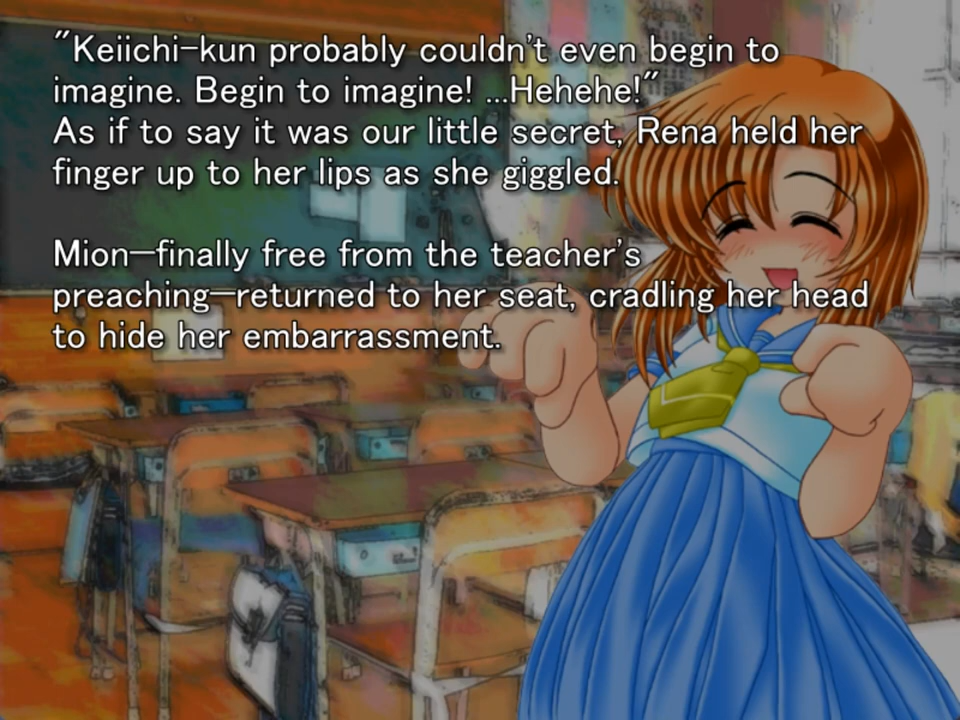 "Keiichi-kun probably couldn't even begin to
imagine. Begin to imagine! ...Hehehe!"
As if to say it was our little secret, Rena held her
finger up to her lips as she giggled.
Mion—finally free from the teacher's
preaching—returned to her seat, cradling her head
to hide her embarrassment.